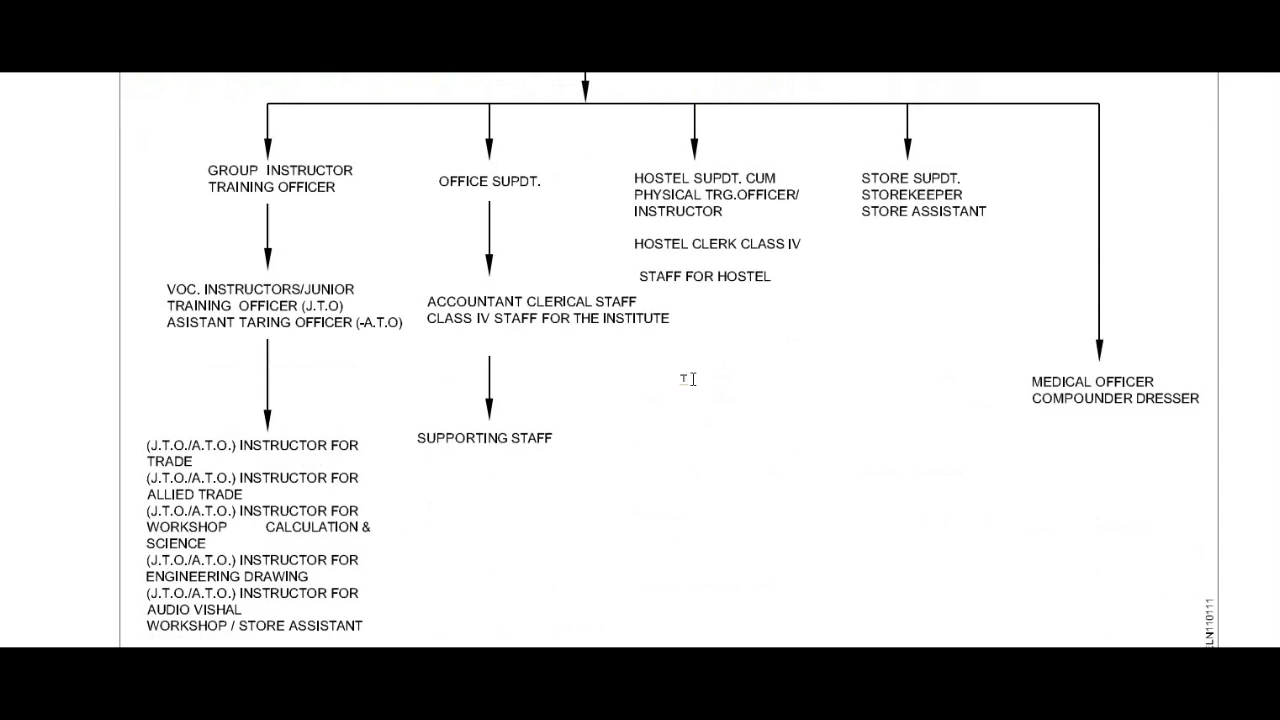 GROUP INSTRUCTOR
TRAINING OFFICER
OFFICE SUPDT.
HOSTEL SUPDT. CUM
PHYSICAL TRG.OFFICER/
INSTRUCTOR
HOSTEL CLERK CLASS IV
STAFF FOR HOSTEL
STORE SUPDT.
STOREKEEPER
STORE ASSISTANT
VOC. INSTRUCTORS/JUNIOR
TRAINING OFFICER (J.T.O)
ASISTANT TARING OFFICER (-A.T.O)
ACCOUNTANT CLERICAL STAFF
CLASS IV STAFF FOR THE INSTITUTE
T
MEDICAL OFFICER
COMPOUNDER DRESSER
(J.T.O./A.T.O.) INSTRUCTOR FOR
TRADE
(J.T.O./A.T.O.) INSTRUCTOR FOR
ALLIED TRADE
(J.T.O./A.T.O.) INSTRUCTOR FOR
WORKSHOP CALCULATION &
SCIENCE
(J.T.O./A.T.O.) INSTRUCTOR FOR
ENGINEERING DRAWING
(J.T.O./A.T.O.) INSTRUCTOR FOR
AUDIO VISHAL
WORKSHOP / STORE ASSISTANT
SUPPORTING STAFF
ELN110111